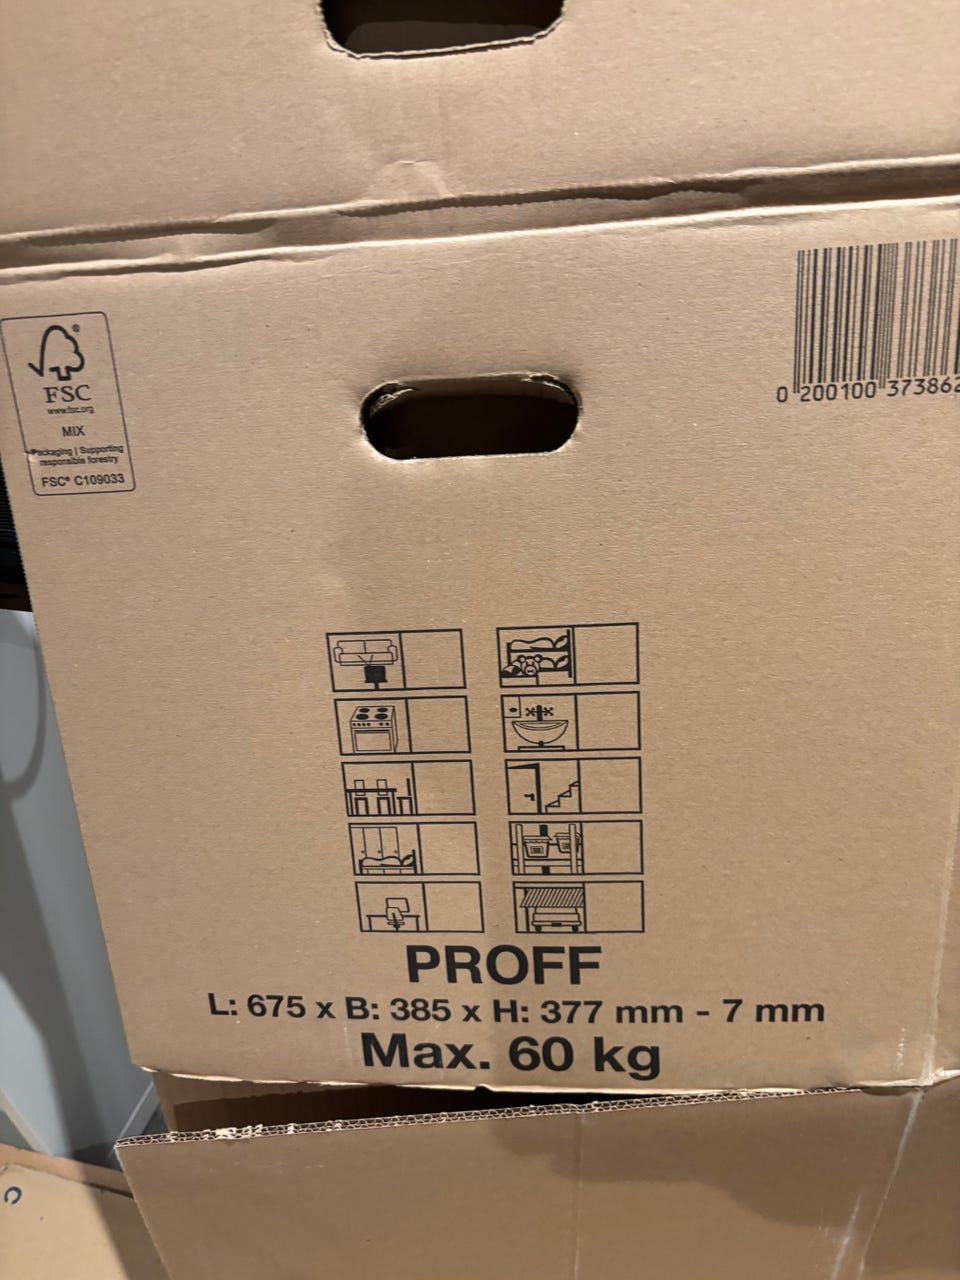 0 200100 373862
®
FSC
www.fsc.org
MIX
Packaging | Supporting
responsible forestry
FSC® C109033
PROFF
L: 675 x B: 385 x H: 377 mm - 7 mm
Max. 60 kg